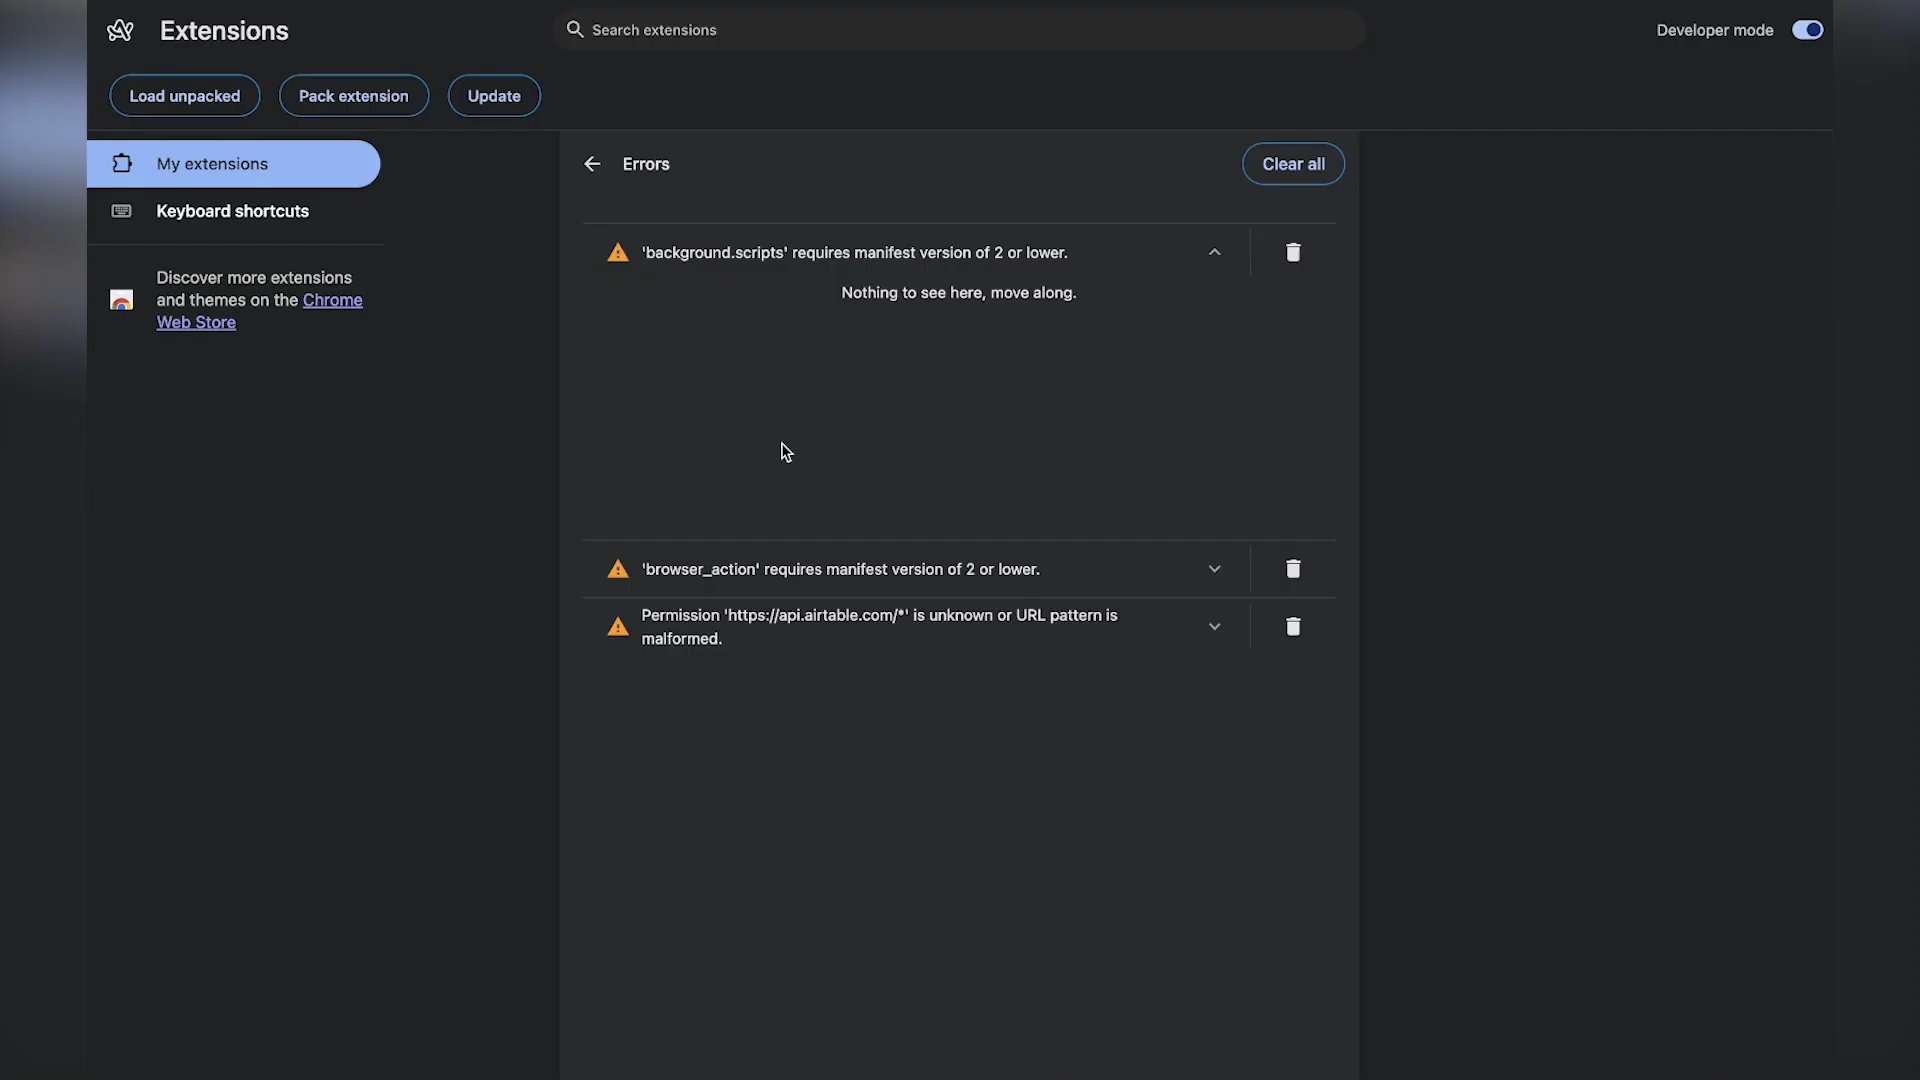 Extensions
Search extensions
Developer mode
Load unpacked
Pack extension
Update
My extensions
Keyboard shortcuts
Discover more extensions
and themes on the Chrome
Web Store
Errors
Clear all
'background.scripts' requires manifest version of 2 or lower.
Nothing to see here, move along.
'browser_action' requires manifest version of 2 or lower.
Permission 'https://api.airtable.com/*' is unknown or URL pattern is
malformed.